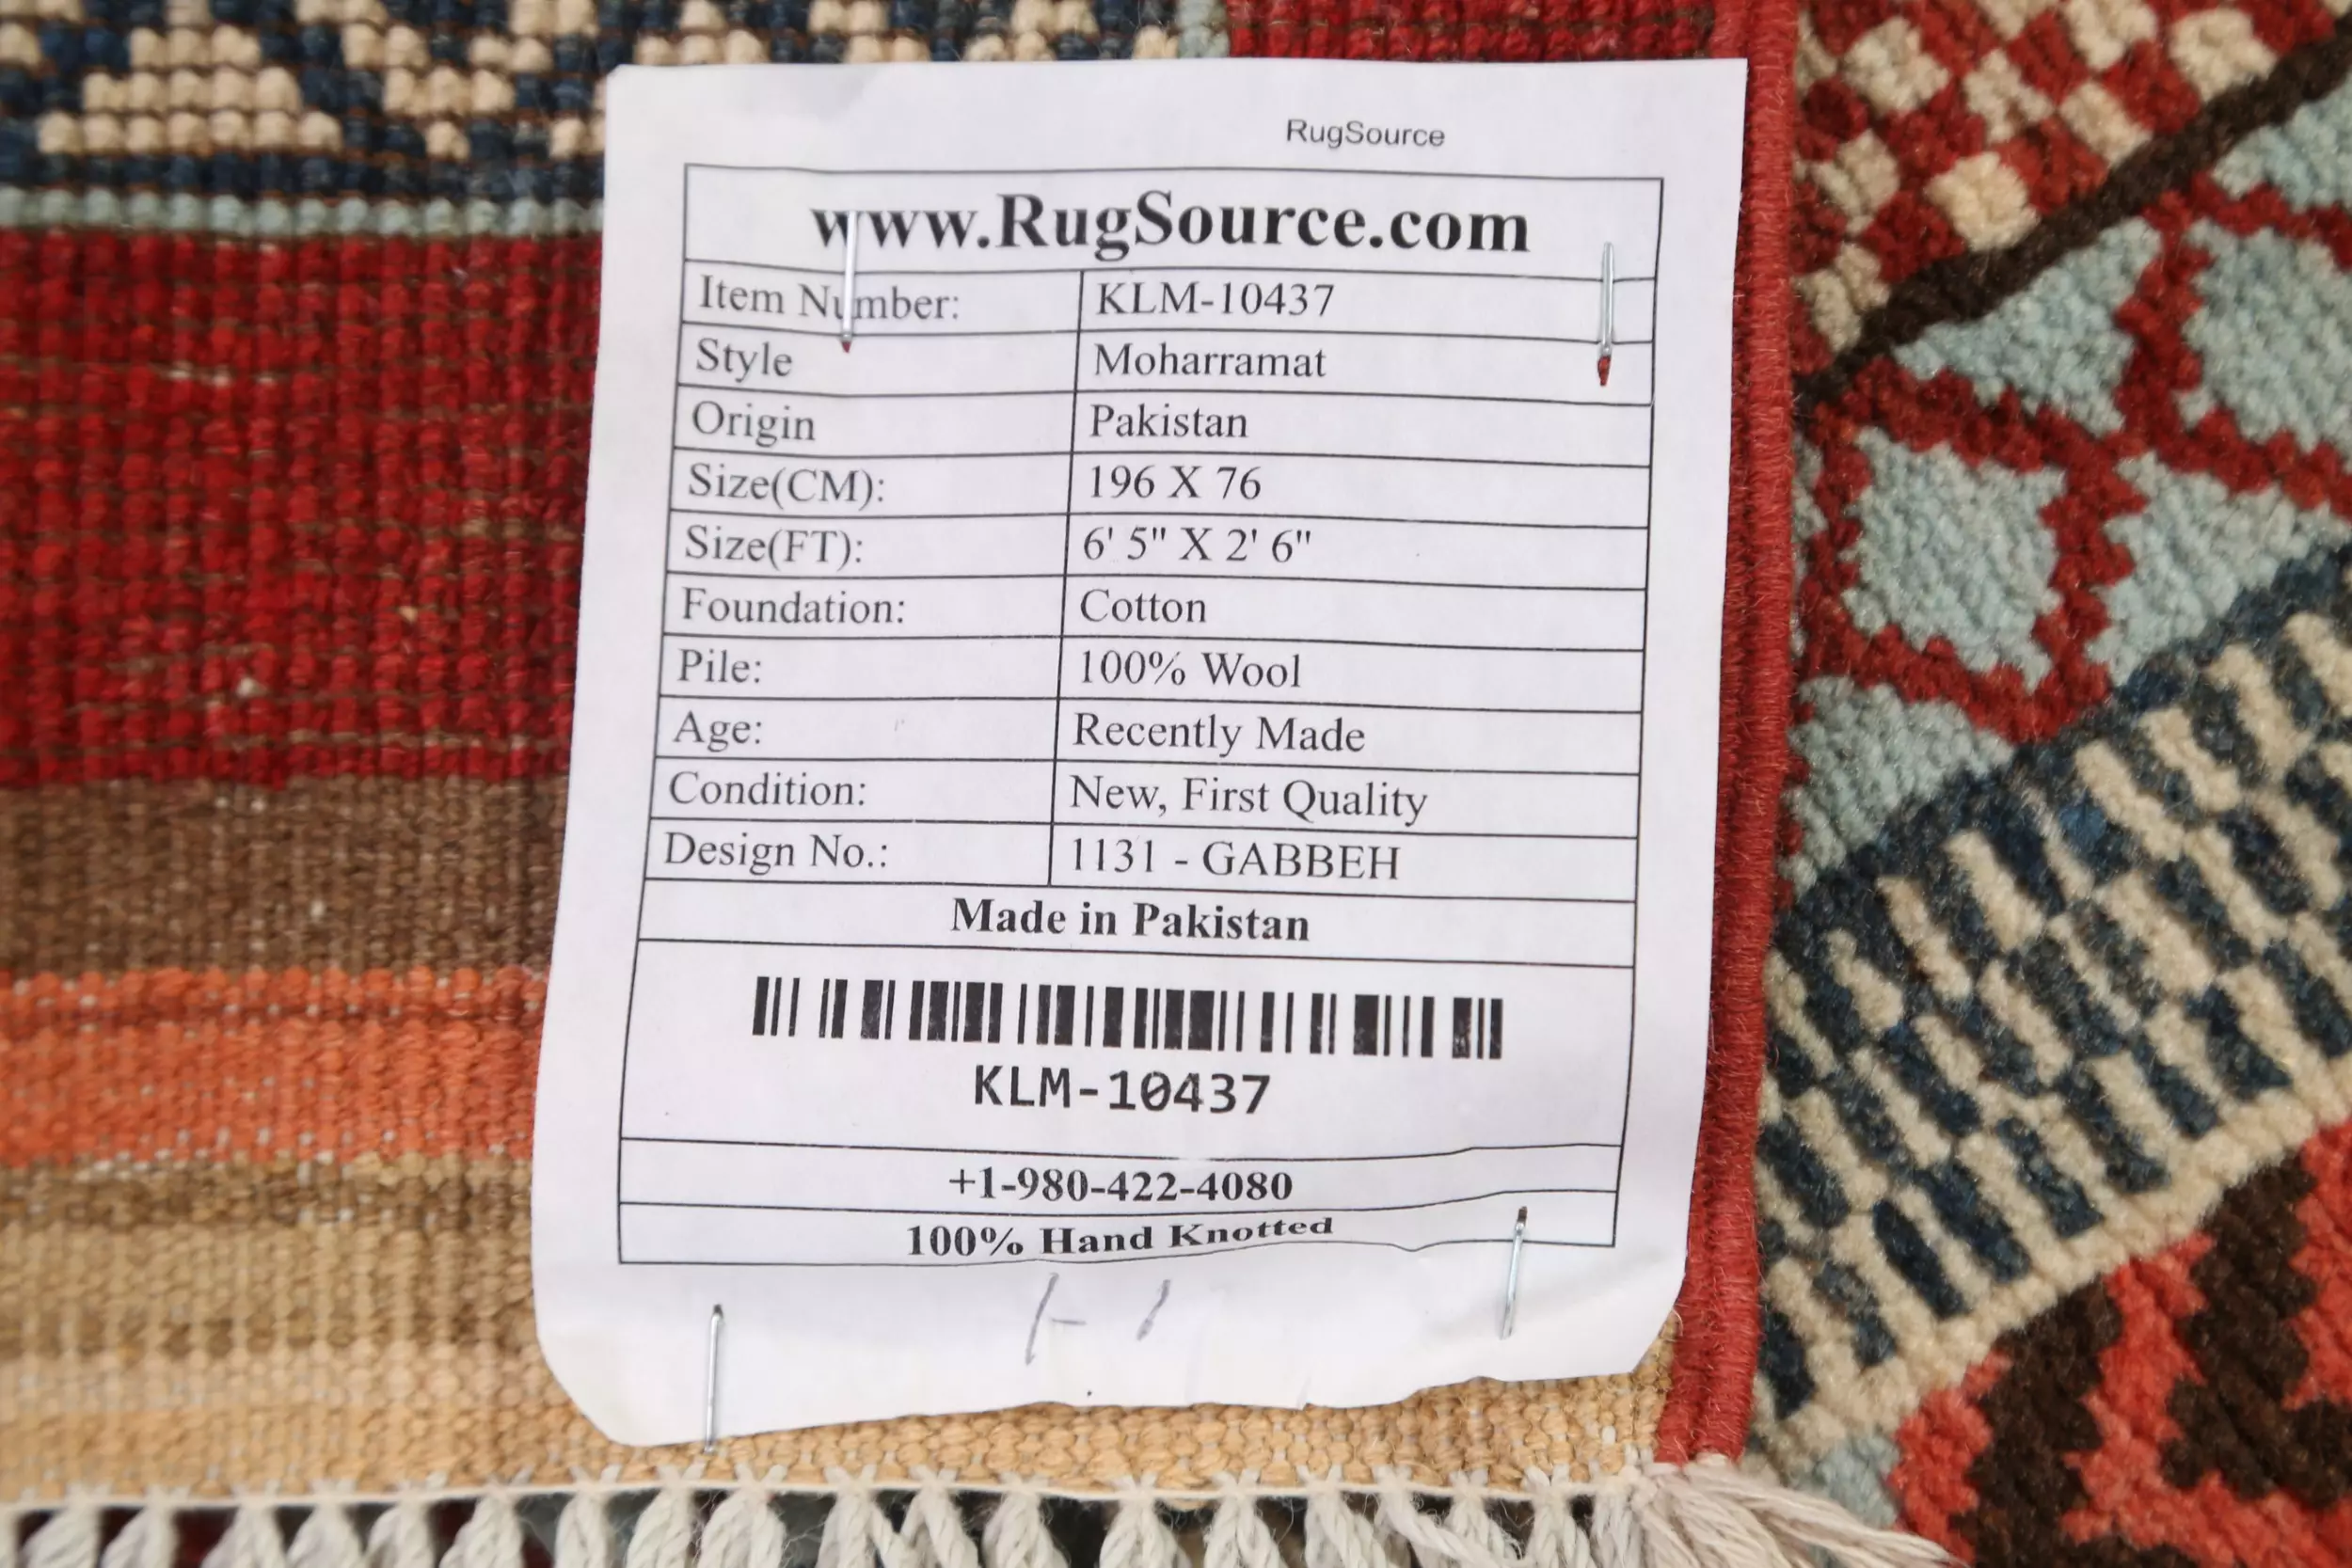 RugSource
www.RugSource.com
Item Number: KLM-10437
Style Moharramat
Origin Pakistan
Size(CM): 196 X 76
Size(FT): 6' 5" X 2' 6"
Foundation: Cotton
Pile: 100% Wool
Age: Recently Made
Condition: New, First Quality
Design No.: 1131 - GABBEH
Made in Pakistan
KLM-10437
+1-980-422-4080
100% Hand Knotted